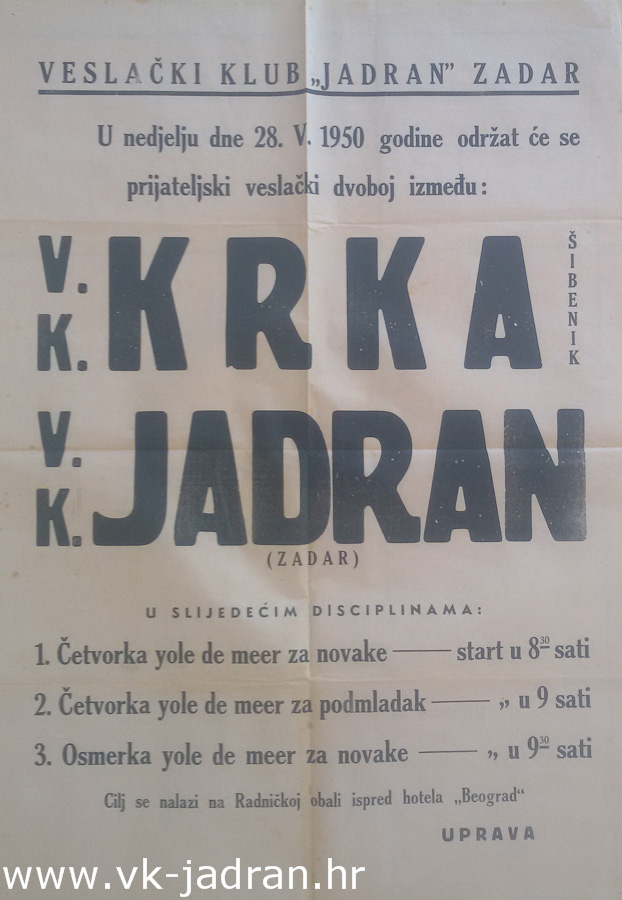 VESLAČKI KLUB „JADRAN” ZADAR
U nedjelju dne 28. V. 1950 godine održat će se
prijateljski veslački dvoboj između:
V. K. KRKA ŠIBENIK
V. K. JADRAN
(ZADAR)
U SLIJEDEĆIM DISCIPLINAMA:
1. Četvorka yole de meer za novake — start u 8³⁰ sati
2. Četvorka yole de meer za podmladak — „ u 9 sati
3. Osmerka yole de meer za novake — „ u 9³⁰ sati
Cilj se nalazi na Radničkoj obali ispred hotela „Beograd“
UPRAVA
www.vk-jadran.hr